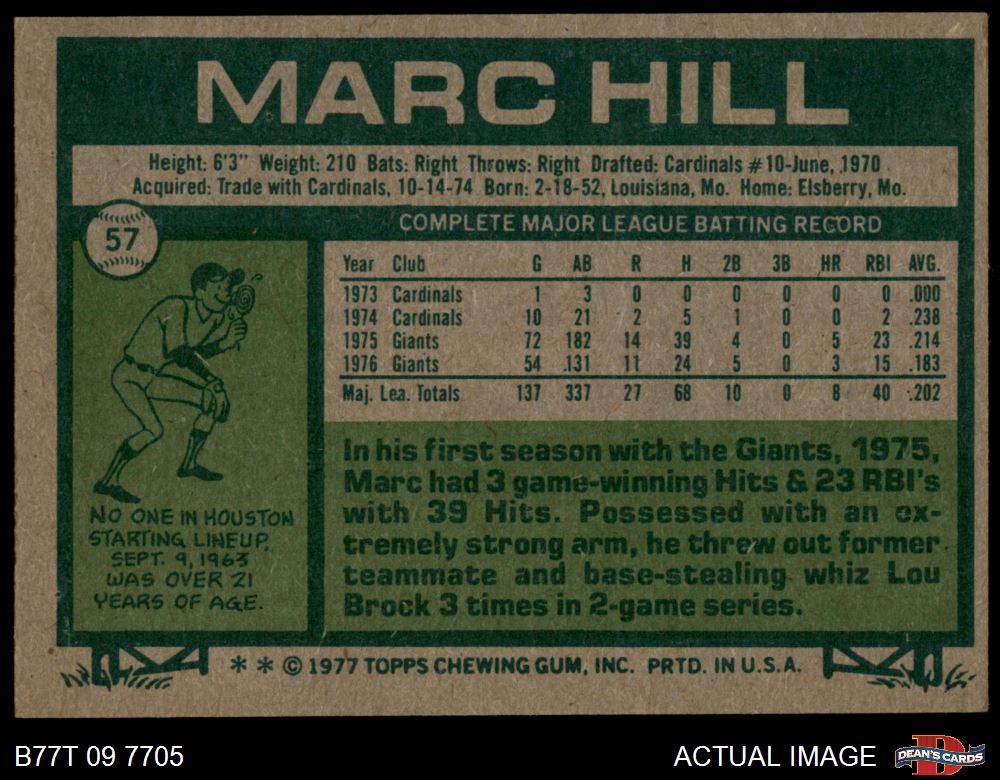 MARC HILL
Height: 6'3" Weight: 210 Bats: Right Throws: Right Drafted: Cardinals #10-June, 1970
Acquired: Trade with Cardinals, 10-14-74 Born: 2-18-52, Louisiana, Mo. Home: Elsberry, Mo.
57
COMPLETE MAJOR LEAGUE BATTING RECORD
Year Club G AB R H 2B 3B HR RBI AVG.
1973 Cardinals 1 3 0 0 0 0 0 0 .000
1974 Cardinals 10 21 2 5 1 0 0 2 .238
1975 Giants 72 182 14 39 4 0 5 23 .214
1976 Giants 54 131 11 24 5 0 3 15 .183
Maj. Lea. Totals 137 337 27 68 10 0 8 40 .202
NO ONE IN HOUSTON
STARTING LINEUP
SEPT. 9, 1963
WAS OVER 21
YEARS OF AGE.
In his first season with the Giants, 1975,
Marc had 3 game-winning Hits & 23 RBI's
with 39 Hits. Possessed with an ex-
tremely strong arm, he threw out former
teammate and base-stealing whiz Lou
Brock 3 times in 2-game series.
* * © 1977 TOPPS CHEWING GUM, INC. PRTD. IN U.S.A.
B77T 09 7705
ACTUAL IMAGE
D
DEAN'S CARDS